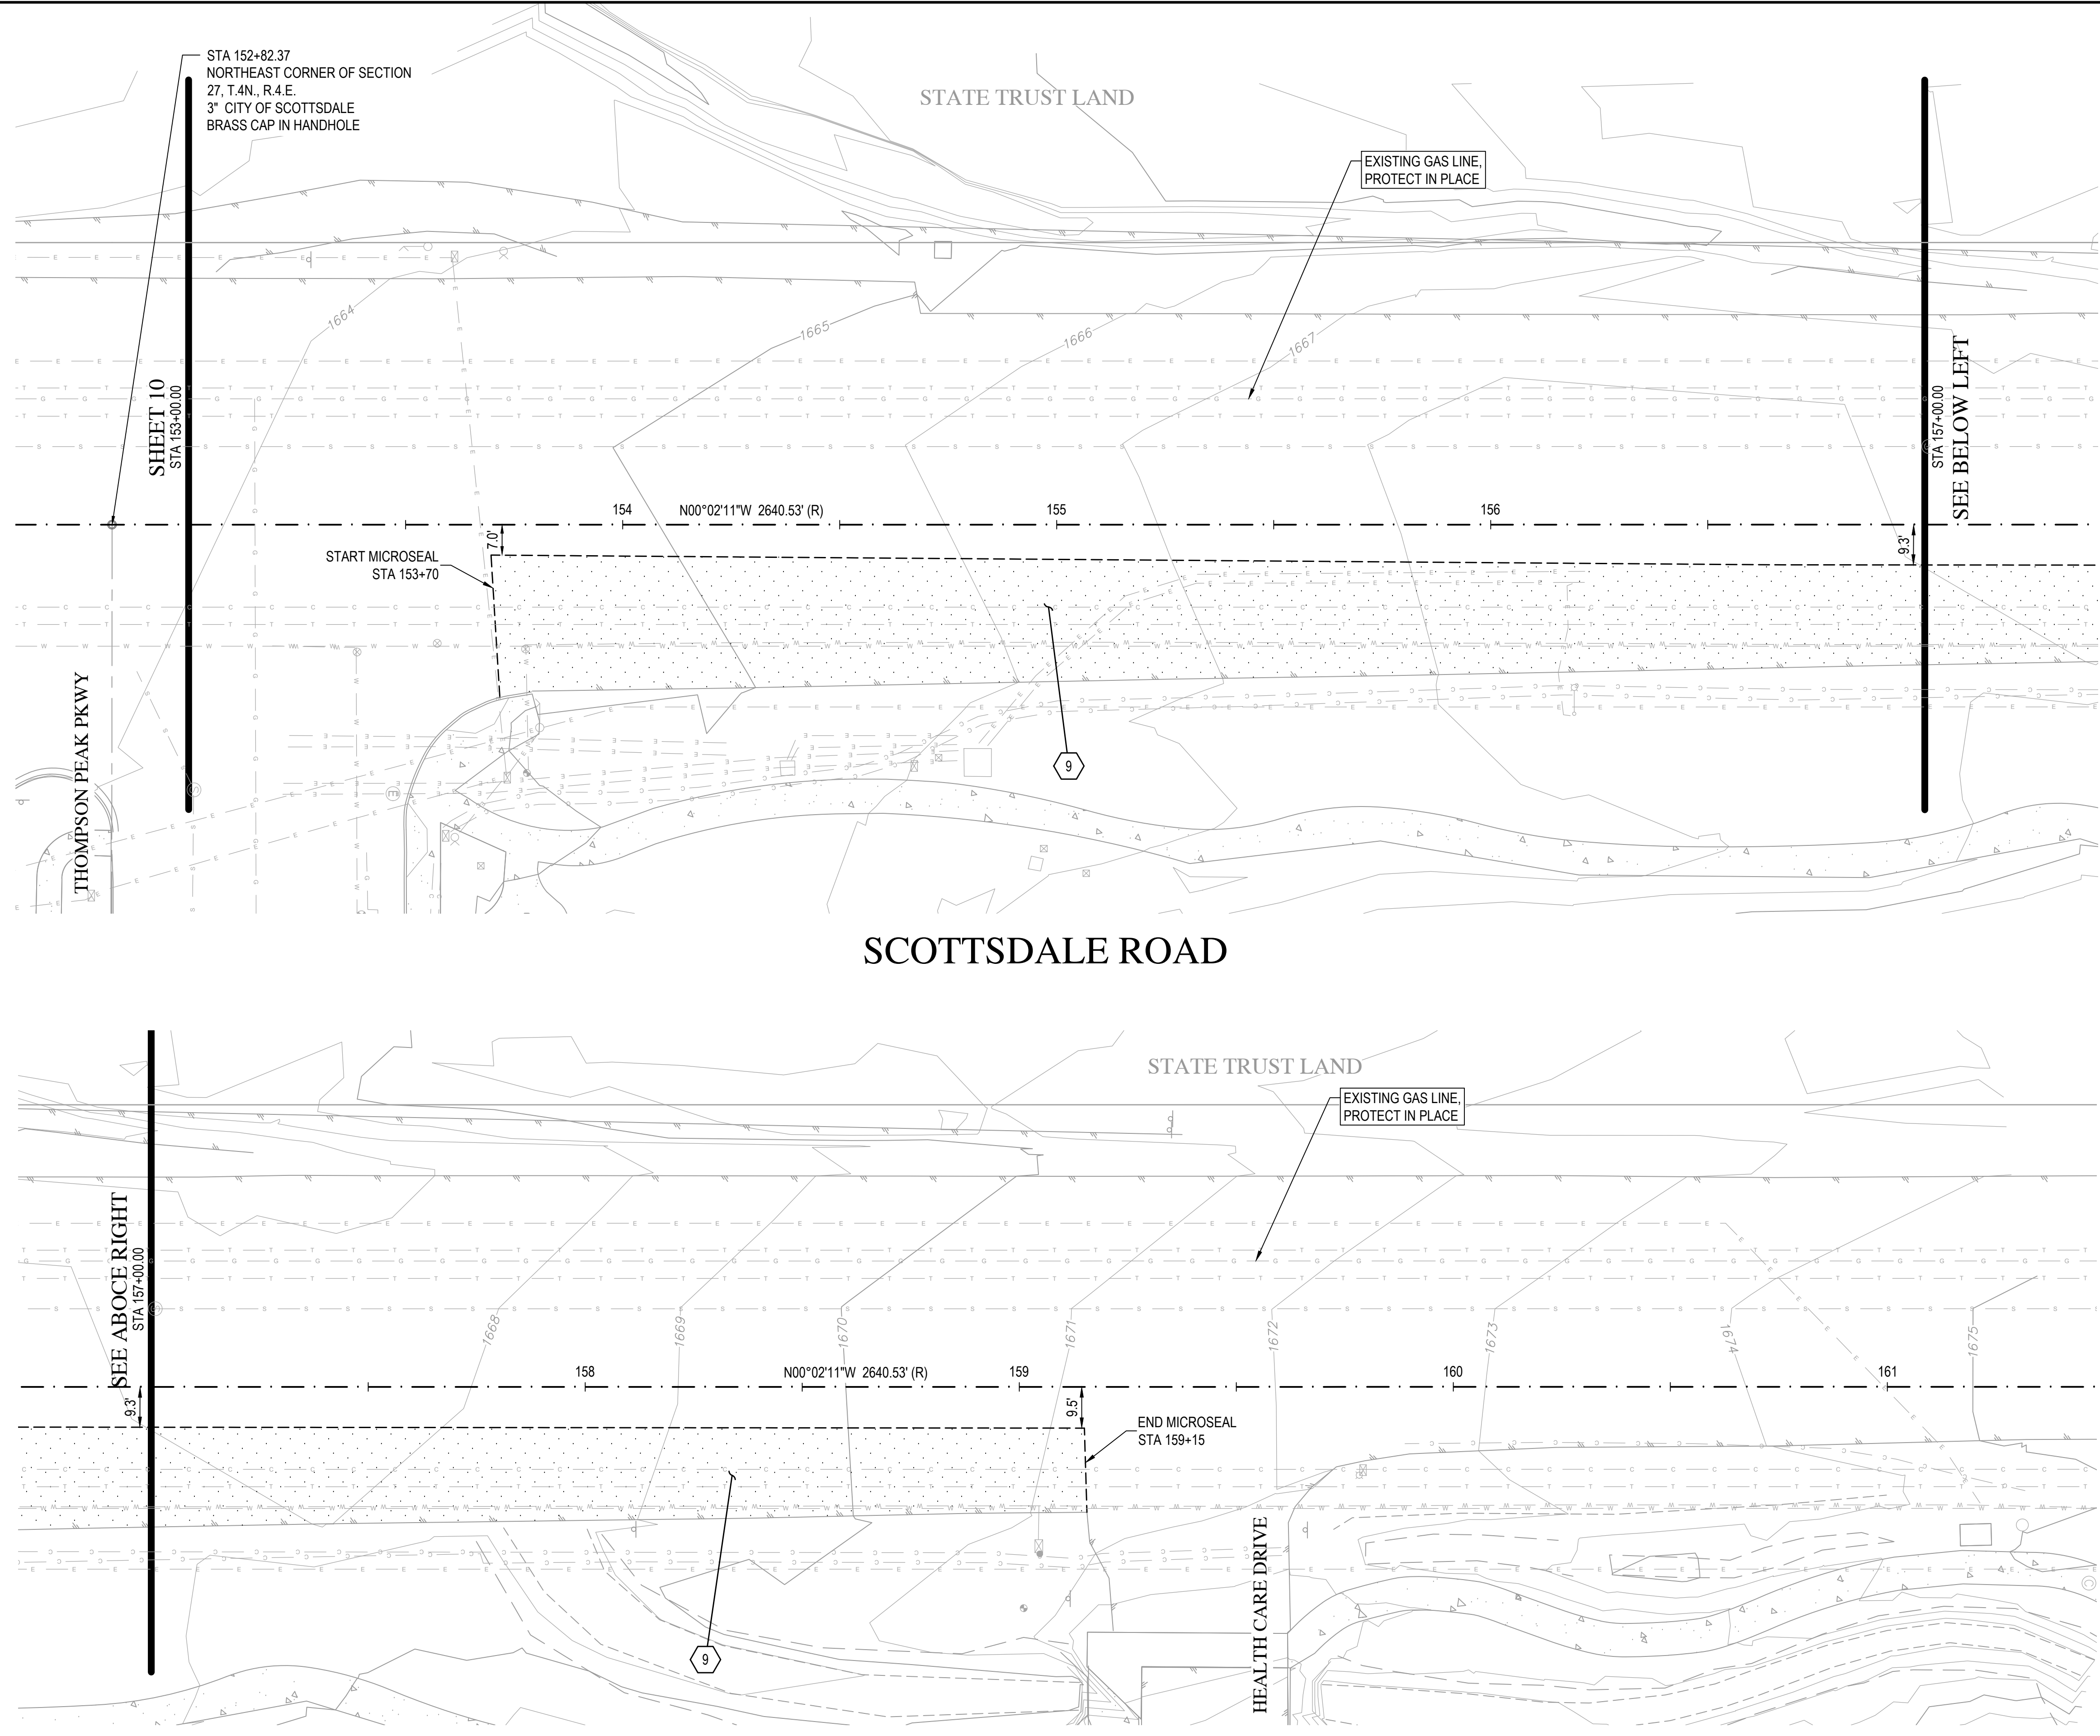 STA 152+82.37
NORTHEAST CORNER OF SECTION
27, T.4N., R.4.E.
3" CITY OF SCOTTSDALE
BRASS CAP IN HANDHOLE
STATE TRUST LAND
EXISTING GAS LINE,
PROTECT IN PLACE
1664
1665
1666
1667
SHEET 10
STA 153+00.00
STA 157+00.00
SEE BELOW LEFT
154
N00°02'11"W 2640.53' (R)
155
156
7.0'
9.3'
START MICROSEAL
STA 153+70
THOMPSON PEAK PKWY
9
SCOTTSDALE ROAD
STATE TRUST LAND
EXISTING GAS LINE,
PROTECT IN PLACE
SEE ABOCE RIGHT
STA 157+00.00
1668
1669
1670
1671
1672
1673
1674
1675
158
N00°02'11"W 2640.53' (R)
159
160
161
9.3'
9.5'
END MICROSEAL
STA 159+15
9
HEALTH CARE DRIVE